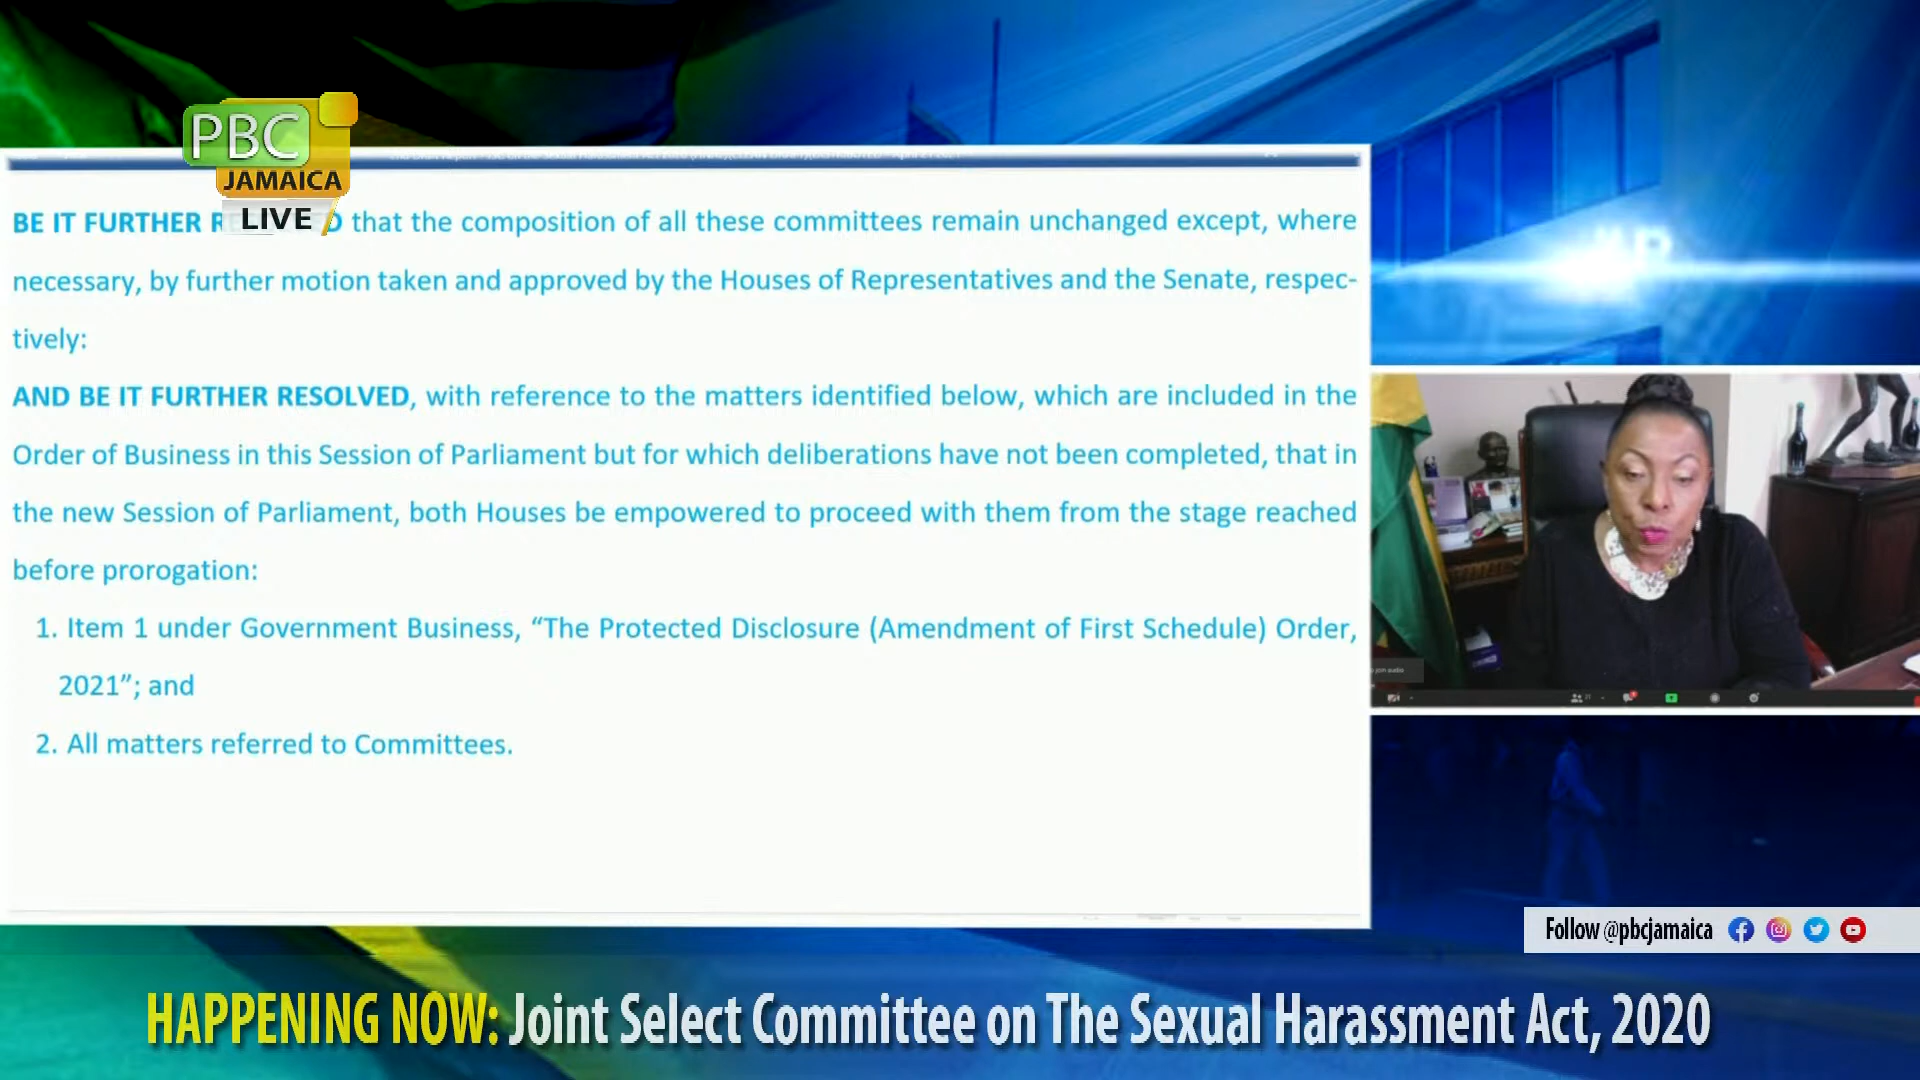 PBC
JAMAICA
LIVE
BE IT FURTHER that the composition of all these committees remain unchanged except, where
necessary, by further motion taken and approved by the Houses of Representatives and the Senate, respec-
tively:
AND BE IT FURTHER RESOLVED, with reference to the matters identified below, which are included in the
Order of Business in this Session of Parliament but for which deliberations have not been completed, that in
the new Session of Parliament, both Houses be empowered to proceed with them from the stage reached
before prorogation:
1. Item 1 under Government Business, “The Protected Disclosure (Amendment of First Schedule) Order,
2021”; and
2. All matters referred to Committees.
Follow @pbcjamaica
HAPPENING NOW: Joint Select Committee on The Sexual Harassment Act, 2020